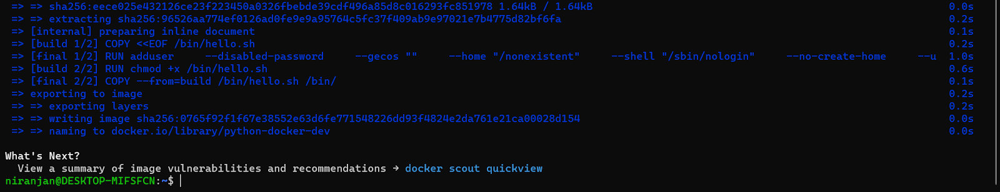 => => sha256:eece025e432126ce23f223450a0326fbebde39cdf496a85d8c016293fc851978 1.64kB / 1.64kB 0.0s
=> => extracting sha256:96526aa774ef0126ad0fe9e9a95764c5fc37f409ab9e97021e7b4775d82bf6fa 0.2s
=> [internal] preparing inline document 0.1s
=> [build 1/2] COPY <<EOF /bin/hello.sh 0.2s
=> [final 1/2] RUN adduser --disabled-password --gecos "" --home "/nonexistent" --shell "/sbin/nologin" --no-create-home --u 1.0s
=> [build 2/2] RUN chmod +x /bin/hello.sh 0.6s
=> [final 2/2] COPY --from=build /bin/hello.sh /bin/ 0.1s
=> exporting to image 0.2s
=> => exporting layers 0.2s
=> => writing image sha256:0765f92f1f67e38552e63d6fe771548226dd93f4824e2da761e21ca00028d154 0.0s
=> => naming to docker.io/library/python-docker-dev 0.0s
What's Next?
View a summary of image vulnerabilities and recommendations → docker scout quickview
niranjan@DESKTOP-MIFSFCN:~$